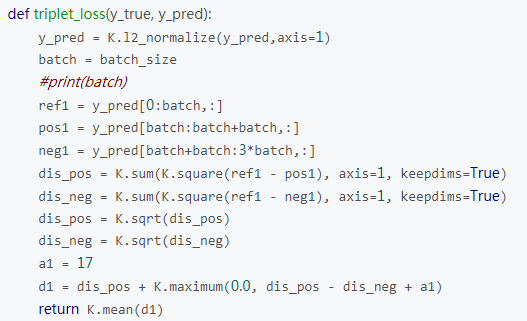 def triplet_loss(y_true, y_pred):
    y_pred = K.l2_normalize(y_pred,axis=1)
    batch = batch_size
    #print(batch)
    ref1 = y_pred[0:batch,:]
    pos1 = y_pred[batch:batch+batch,:]
    neg1 = y_pred[batch+batch:3*batch,:]
    dis_pos = K.sum(K.square(ref1 - pos1), axis=1, keepdims=True)
    dis_neg = K.sum(K.square(ref1 - neg1), axis=1, keepdims=True)
    dis_pos = K.sqrt(dis_pos)
    dis_neg = K.sqrt(dis_neg)
    a1 = 17
    d1 = dis_pos + K.maximum(0.0, dis_pos - dis_neg + a1)
    return K.mean(d1)